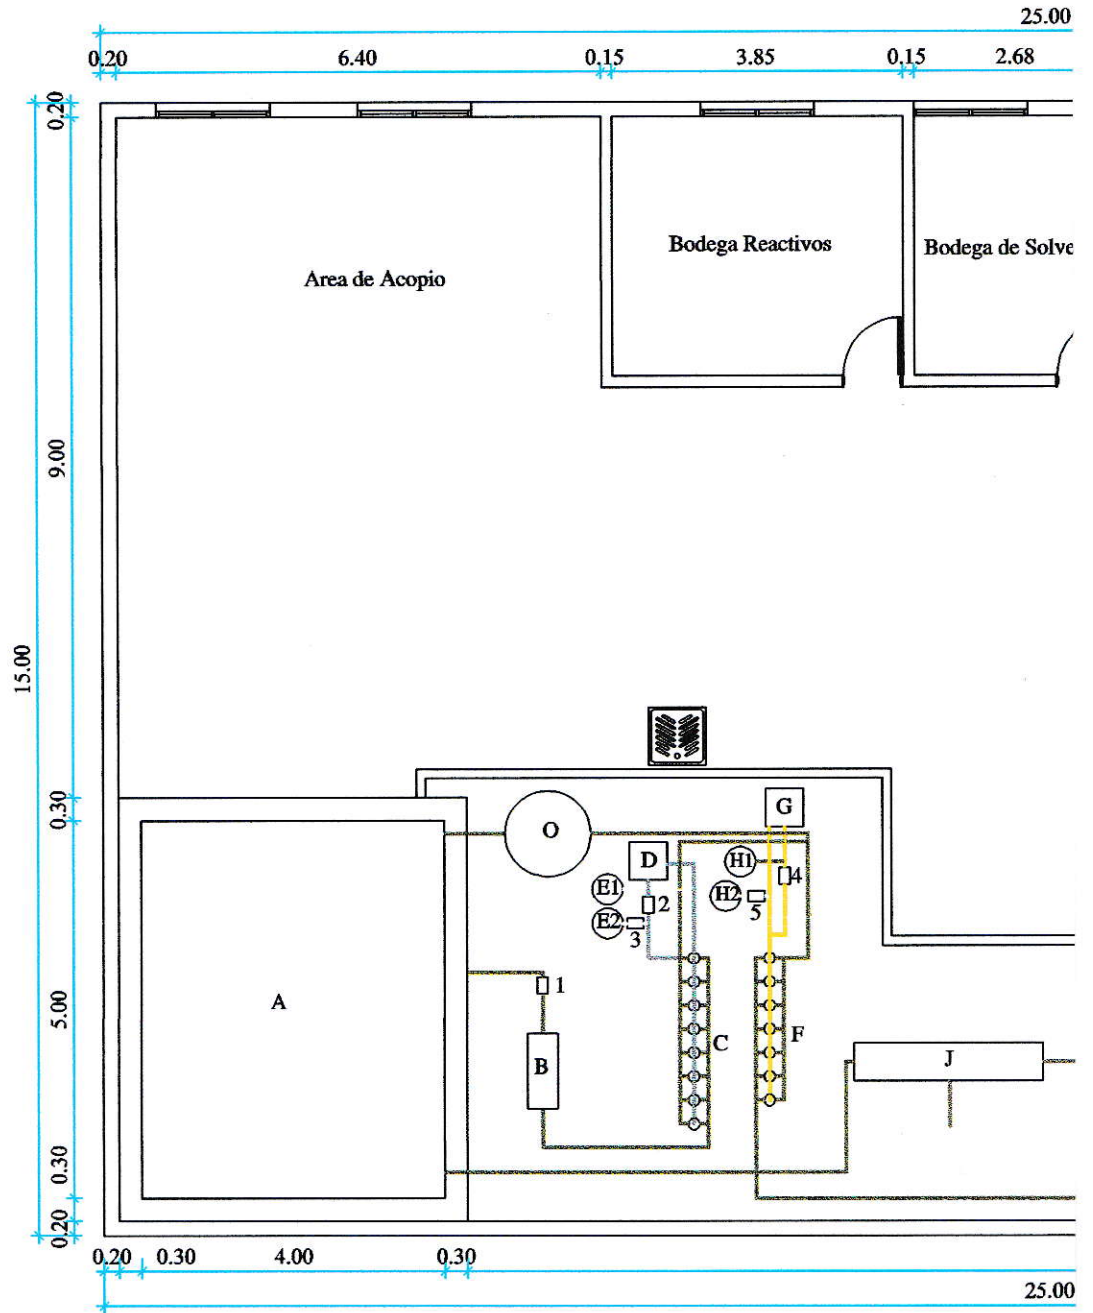 25.00
0.20 6.40 0.15 3.85 0.15 2.68
0.20
Bodega Reactivos
Bodega de Solve
Area de Acopio
9.00
15.00
0.30
G
O
D
H1
4
E1
H2
2
5
E2
3
1
A
5.00
C
F
B
J
0.30
0.20
0.20 0.30 4.00 0.30
25.00